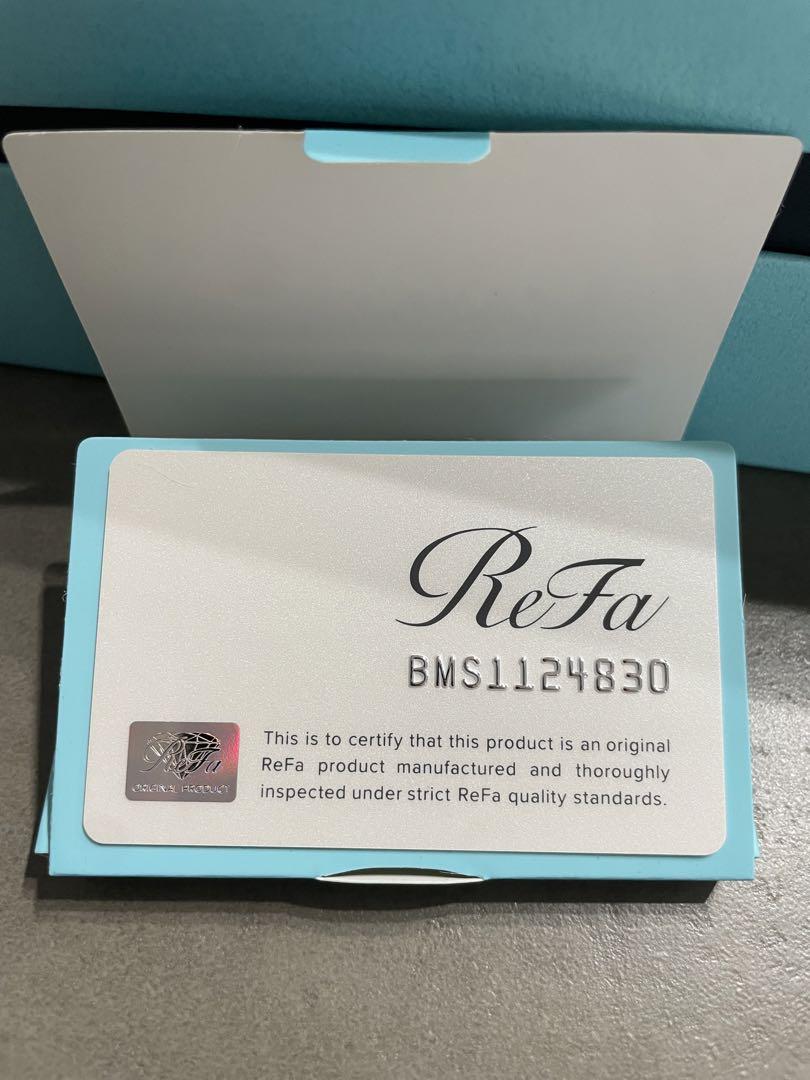 ReFa
BMS1124830
This is to certify that this product is an original
ReFa product manufactured and thoroughly
inspected under strict ReFa quality standards.
ReFa
ORIGINAL PRODUCT